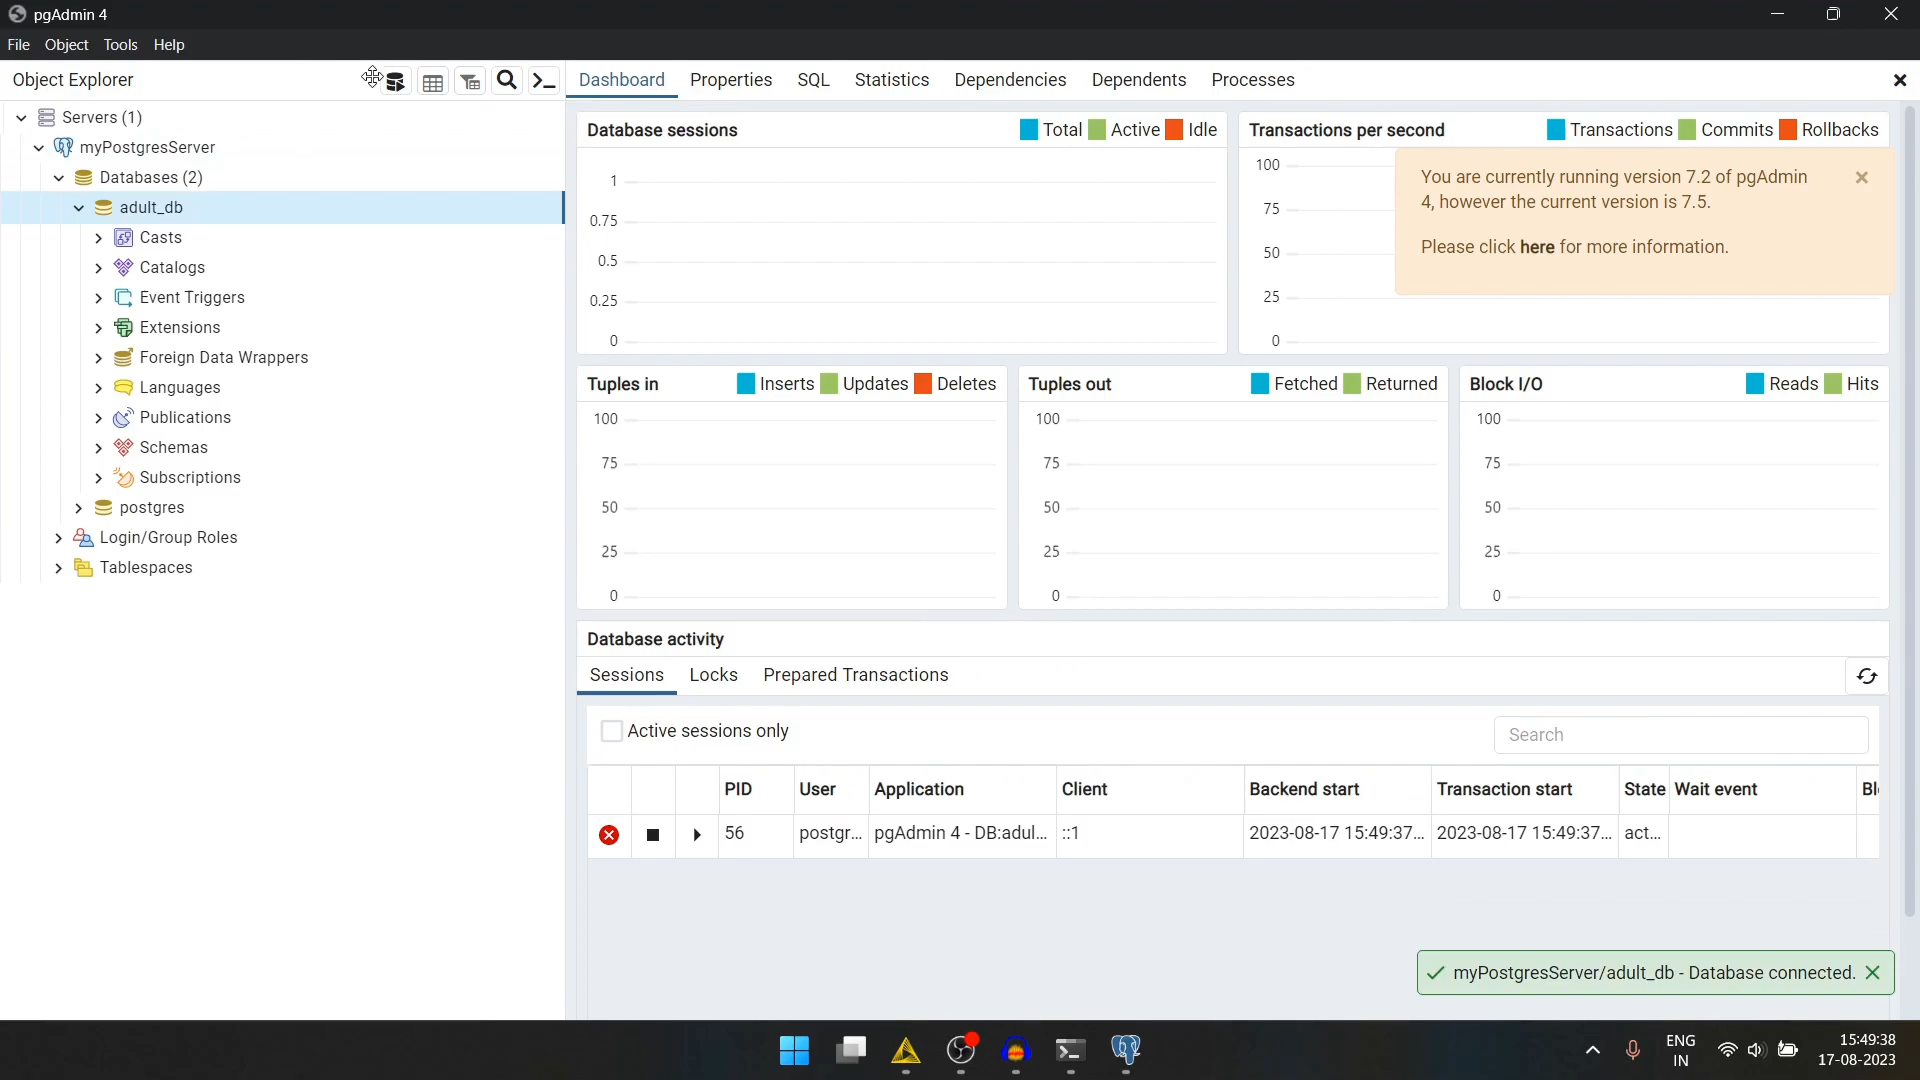 pgAdmin 4
File Object Tools Help
Object Explorer
Dashboard Properties SQL Statistics Dependencies Dependents Processes
Servers (1)
myPostgresServer
Databases (2)
adult_db
Casts
Catalogs
Event Triggers
Extensions
Foreign Data Wrappers
Languages
Publications
Schemas
Subscriptions
postgres
Login/Group Roles
Tablespaces
Database sessions Total Active Idle
1
0.75
0.5
0.25
0
Transactions per second Transactions Commits Rollbacks
100
75
50
25
0
You are currently running version 7.2 of pgAdmin
4, however the current version is 7.5.
Please click here for more information.
Tuples in Inserts Updates Deletes
100
75
50
25
0
Tuples out Fetched Returned
100
75
50
25
0
Block I/O Reads Hits
100
75
50
25
0
Database activity
Sessions Locks Prepared Transactions
Active sessions only
Search
PID User Application Client Backend start Transaction start State Wait event Bl
56 postgr... pgAdmin 4 - DB:adul... ::1 2023-08-17 15:49:37... 2023-08-17 15:49:37... act...
myPostgresServer/adult_db - Database connected.
ENG
IN
15:49:38
17-08-2023